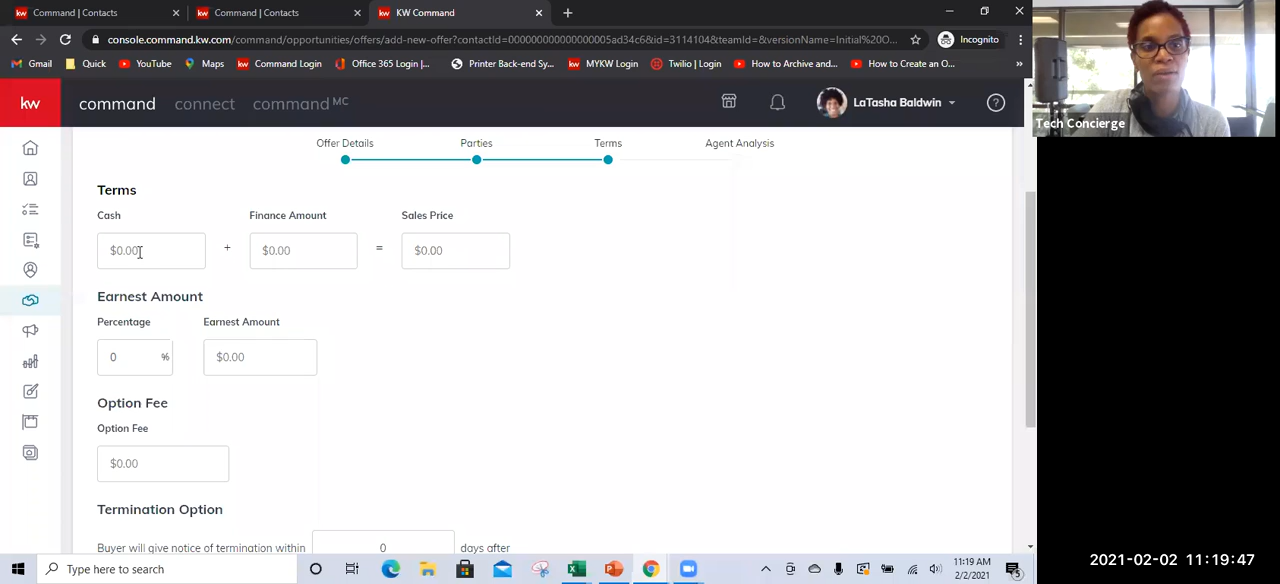 kw Command | Contacts
kw Command | Contacts
kw KW Command
console.command.kw.com/command/opportunities/offers/add-new-offer?contactId=000000000000000005ad34c6&id=3114104&teamId=&versionName=Initial%20O...
Incognito
Gmail
Quick
YouTube
Maps
kw Command Login
Office 365 Login |...
Printer Back-end Sy...
kw MYKW Login
Twilio | Login
How to Archive and...
How to Create an O...
»
kw
command
connect
command MC
LaTasha Baldwin
?
Tech Concierge
Offer Details
Parties
Terms
Agent Analysis
Terms
Cash
Finance Amount
Sales Price
$0.00
+
$0.00
=
$0.00
Earnest Amount
Percentage
Earnest Amount
0 %
$0.00
Option Fee
Option Fee
$0.00
Termination Option
Buyer will give notice of termination within
0
days after
Type here to search
11:19 AM
2/2/2021
5
2021-02-02 11:19:47